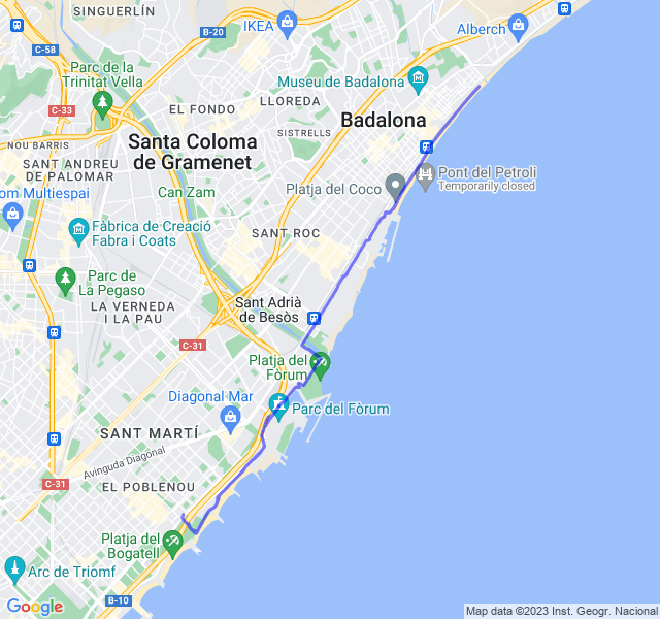 SINGUERLÍN
IKEA
B-20
C-58
Alberch
Parc de la
Trinitat Vella
Museu de Badalona
C-33
EL FONDO
LLOREDA
Badalona
NOU BARRIS
SISTRELLS
Santa Coloma
de Gramenet
SANT ANDREU
DE PALOMAR
Pont del Petroli
Temporarily closed
Platja del Coco
om Multiespai
Can Zam
Fàbrica de Creació
Fabra i Coats
SANT ROC
Parc de
La Pegaso
LA VERNEDA
I LA PAU
Sant Adrià
de Besòs
C-31
Platja del
Fòrum
Diagonal Mar
Parc del Fòrum
SANT MARTÍ
Avinguda Diagonal
C-31
EL POBLENOU
Platja del
Bogatell
Arc de Triomf
B-10
Google
Map data ©2023 Inst. Geogr. Nacional